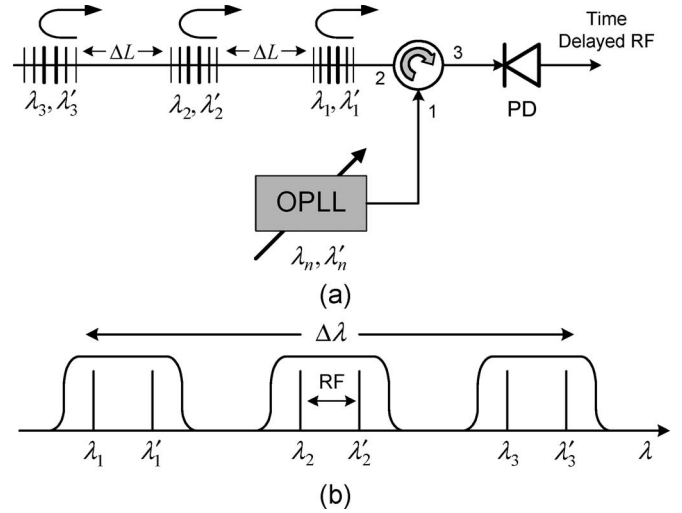 Time
Delayed RF
ΔL
ΔL
3
2
λ₃, λ′₃
λ₂, λ′₂
λ₁, λ′₁
1
PD
OPLL
λₙ, λ′ₙ
(a)
Δλ
RF
λ₁ λ′₁ λ₂ λ′₂ λ₃ λ′₃ λ
(b)